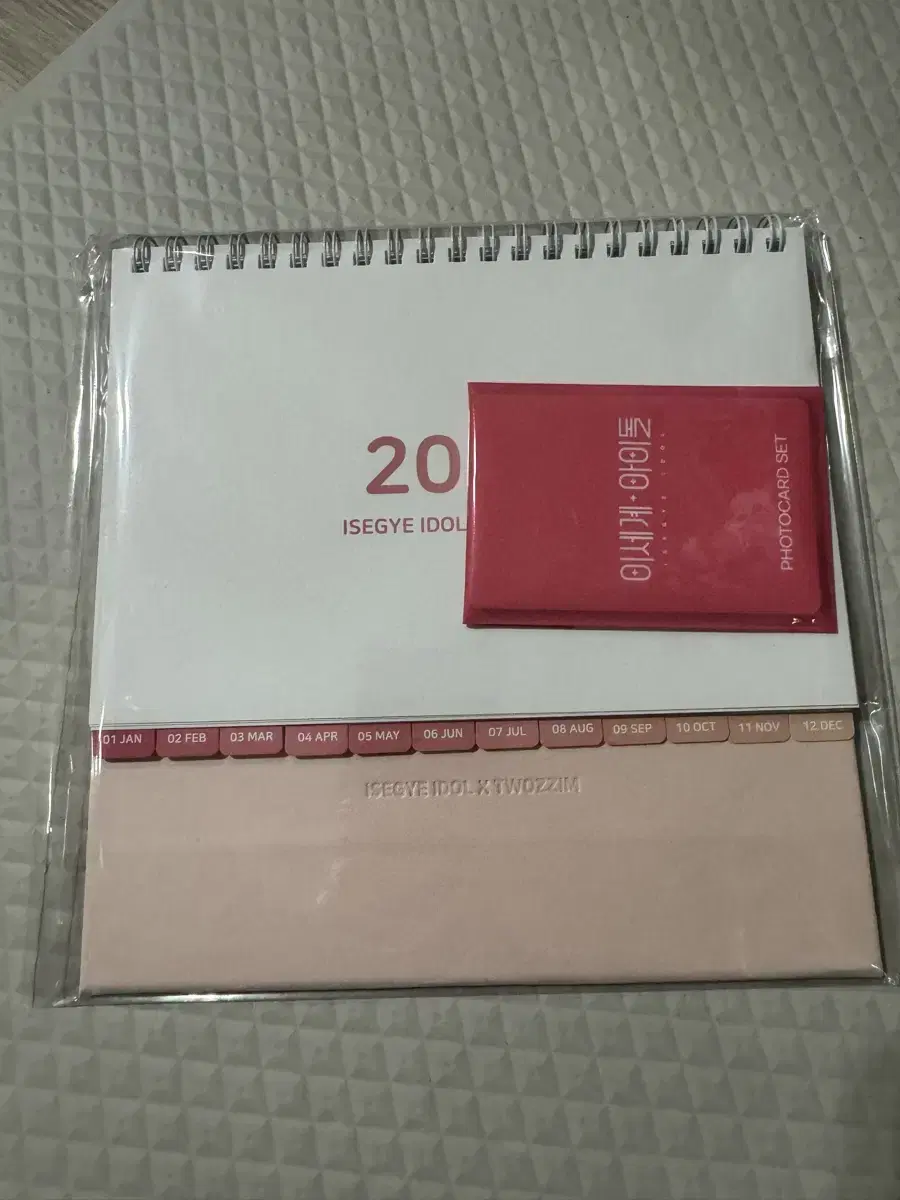 20
ISEGYE IDOL
이세계아이돌
ISEGYE IDOL
PHOTOCARD SET
01 JAN
02 FEB
03 MAR
04 APR
05 MAY
06 JUN
07 JUL
08 AUG
09 SEP
10 OCT
11 NOV
12 DEC
ISEGYE IDOL X TWOZZIM